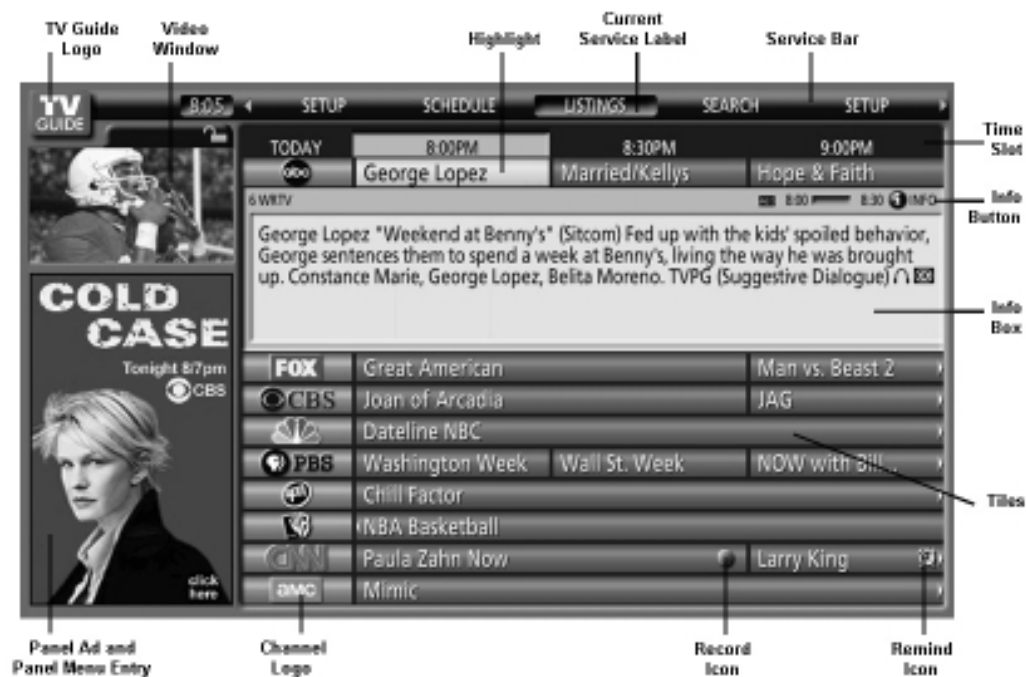 TV Guide
Logo
Video
Window
Highlight
Current
Service Label
Service Bar
TV
GUIDE
8:05
SETUP
SCHEDULE
LISTINGS
SEARCH
SETUP
Time
Slot
TODAY
8:00PM
8:30PM
9:00PM
abc
George Lopez
Married/Kellys
Hope & Faith
6 WRTV
8:00
8:30
INFO
Info
Button
George Lopez "Weekend at Benny's" (Sitcom) Fed up with the kids' spoiled behavior,
George sentences them to spend a week at Benny's, living the way he was brought
up. Constance Marie, George Lopez, Belita Moreno. TVPG (Suggestive Dialogue)
Info
Box
COLD
CASE
Tonight 8/7pm
CBS
click
here
FOX
Great American
Man vs. Beast 2
CBS
Joan of Arcadia
JAG
Dateline NBC
PBS
Washington Week
Wall St. Week
NOW with Bill...
Chill Factor
Tiles
NBA Basketball
CNN
Paula Zahn Now
Larry King
amc
Mimic
Panel Ad and
Panel Menu Entry
Channel
Logo
Record
Icon
Remind
Icon